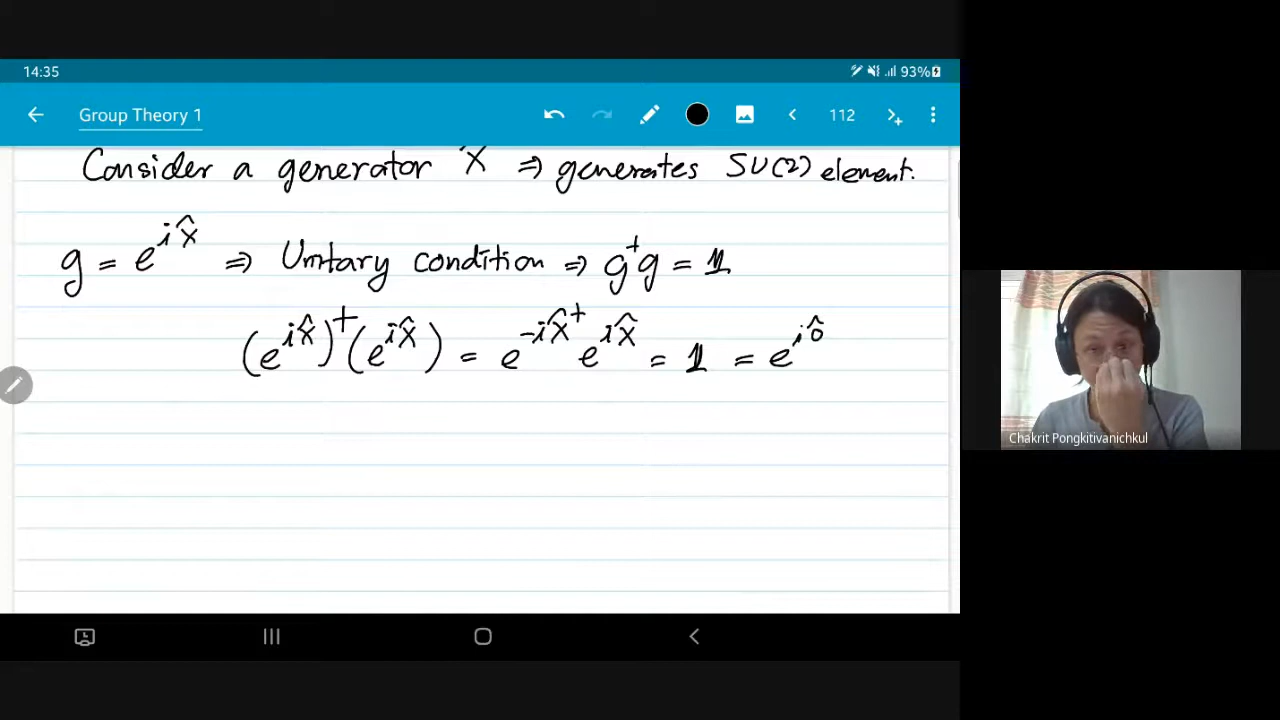 14:35 93%
Group Theory 1 112
Consider a generator X̂ ⇒ generates SU(2) element.
g = e^{iX̂} ⇒ Unitary condition ⇒ g†g = 𝟙
(e^{iX̂})†(e^{iX̂}) = e^{-iX̂†} e^{iX̂} = 𝟙 = e^{i0̂}
Chakrit Pongkitivanichkul